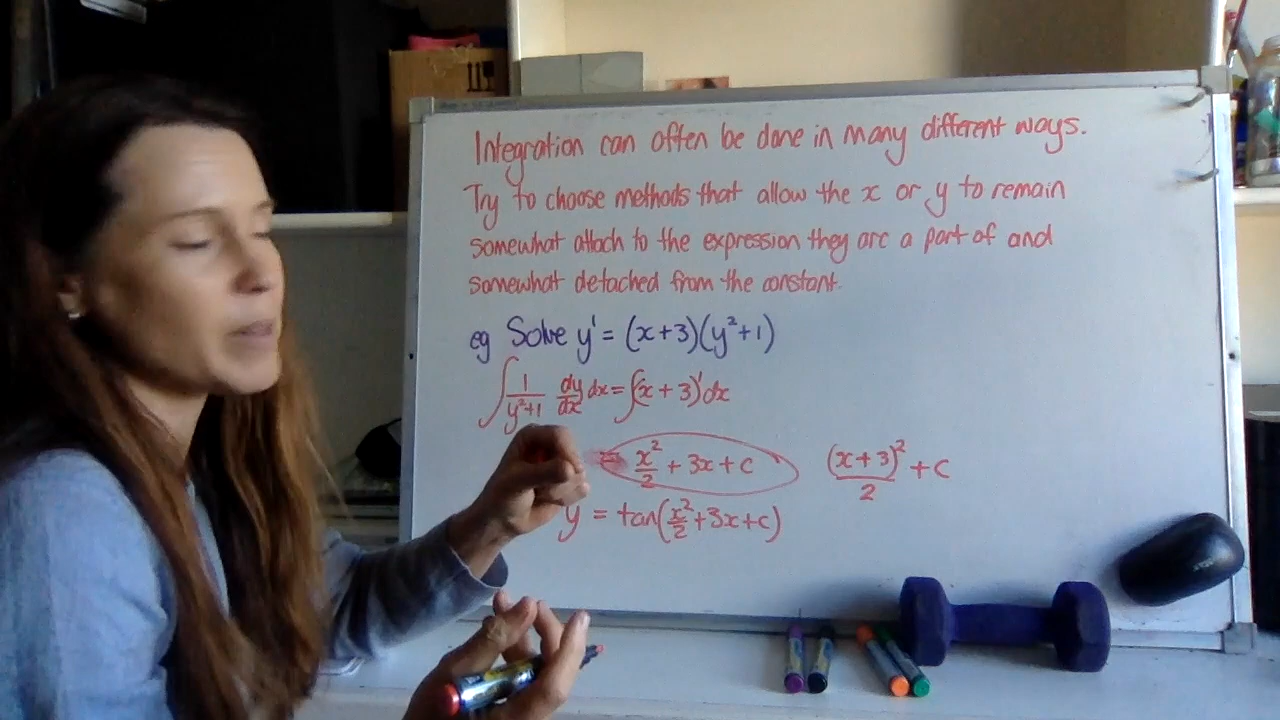 Integration can often be done in many different ways.
Try to choose methods that allow the x or y to remain
somewhat attach to the expression they are a part of and
somewhat detached from the constant.
eg Solve y' = (x+3)(y²+1)
∫ 1/(y²+1) dy/dx dx = ∫(x + 3)¹ dx
= x²/2 + 3x + c (x+3)²/2 + c
y = tan(x²/2 + 3x + c)